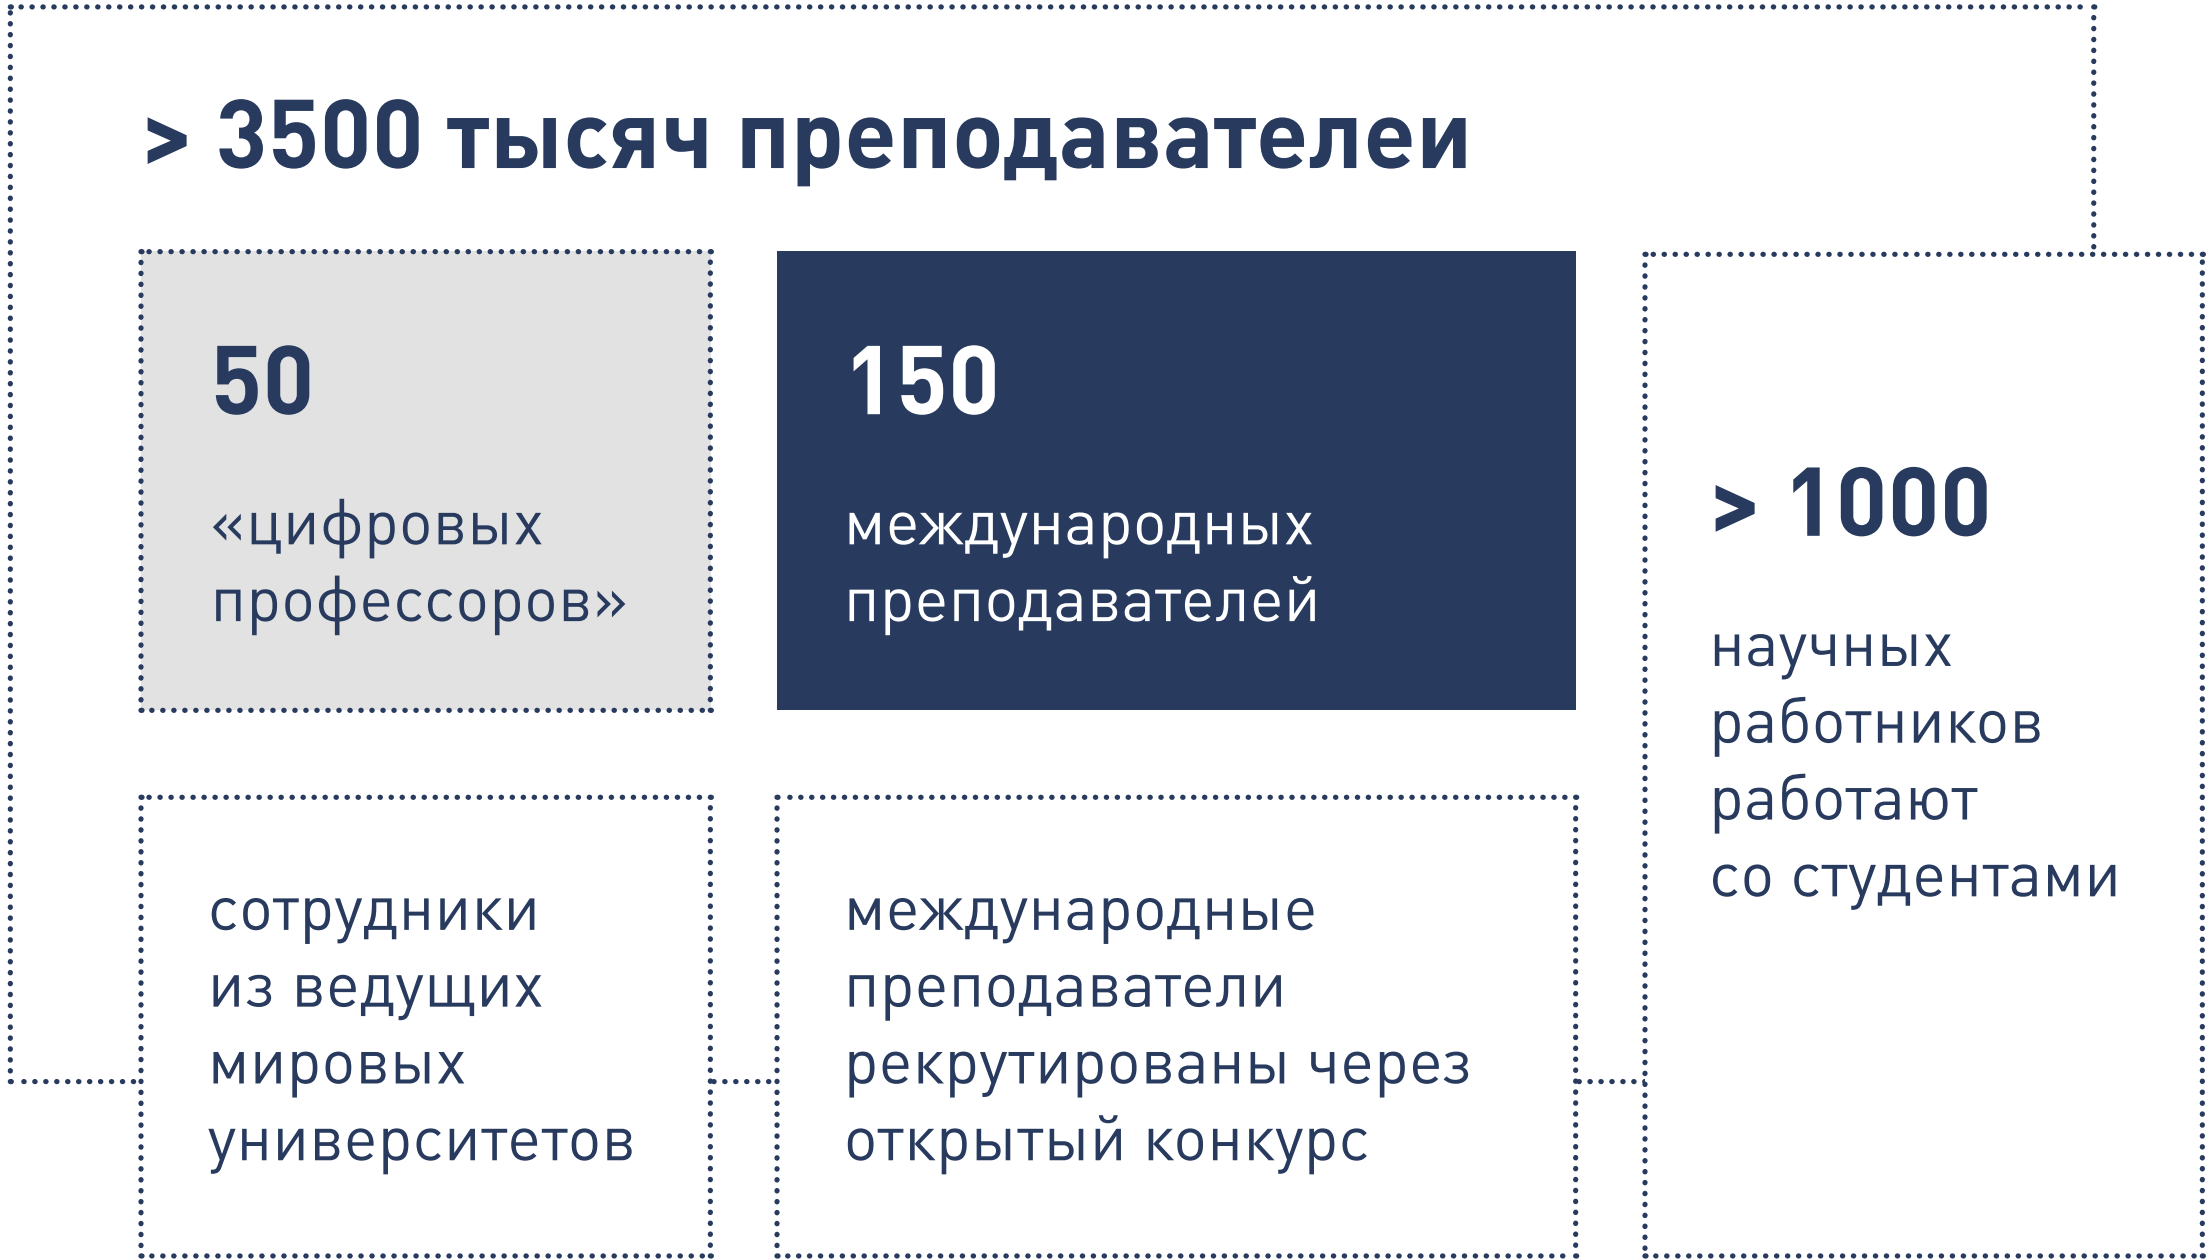 > 3500 тысяч преподавателеи
50
«цифровых
профессоров»
150
международных
преподавателей
> 1000
научных
работников
работают
со студентами
сотрудники
из ведущих
мировых
университетов
международные
преподаватели
рекрутированы через
открытый конкурс